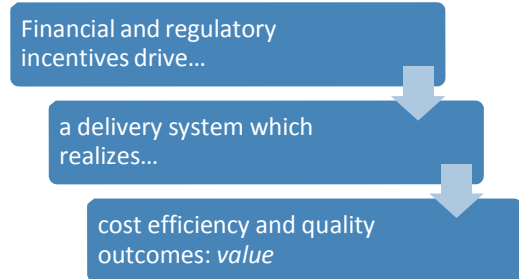 Financial and regulatory
incentives drive…
a delivery system which
realizes…
cost efficiency and quality
outcomes: value